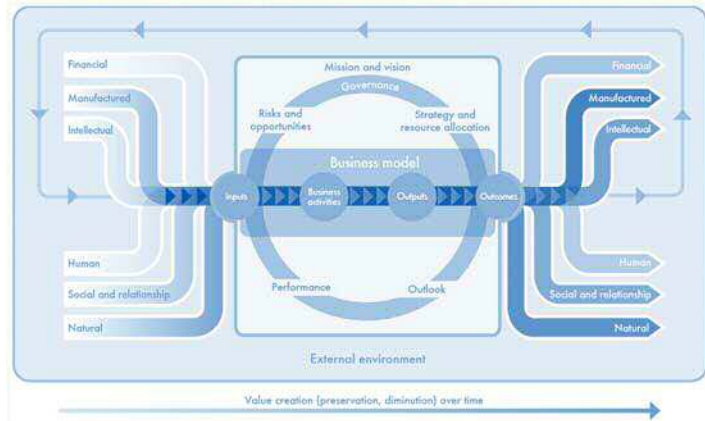 Financial
Manufactured
Intellectual
Human
Social and relationship
Natural
Mission and vision
Governance
Risks and
opportunities
Strategy and
resource allocation
Business model
Inputs
Business
activities
Outputs
Outcomes
Performance
Outlook
Financial
Manufactured
Intellectual
Human
Social and relationship
Natural
External environment
Value creation (preservation, diminution) over time